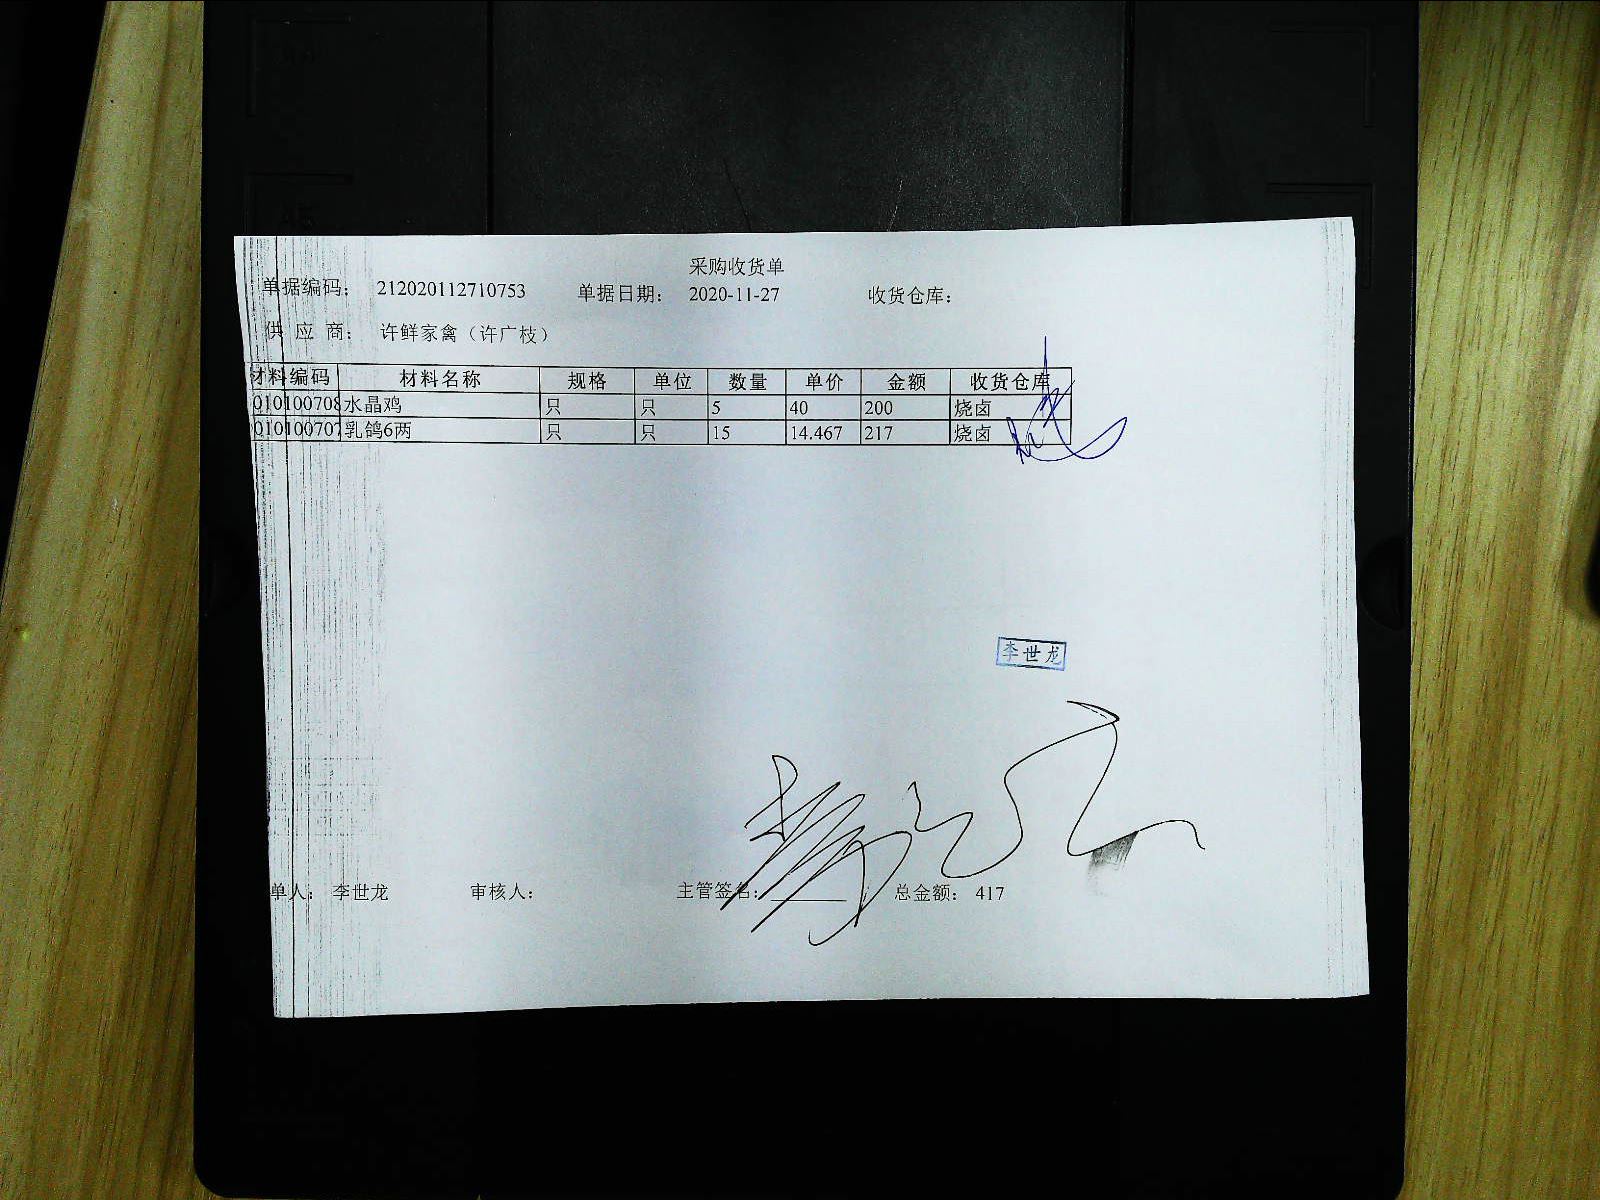 采购收货单
单据编码： 212020112710753 单据日期： 2020-11-27 收货仓库：
供 应 商： 许鲜家禽（许广枝）
材料编码 材料名称 规格 单位 数量 单价 金额 收货仓库
010100708 水晶鸡 只 只 5 40 200 烧卤
010100707 乳鸽6两 只 只 15 14.467 217 烧卤
李世龙
单人： 李世龙 审核人： 主管签名： 总金额： 417